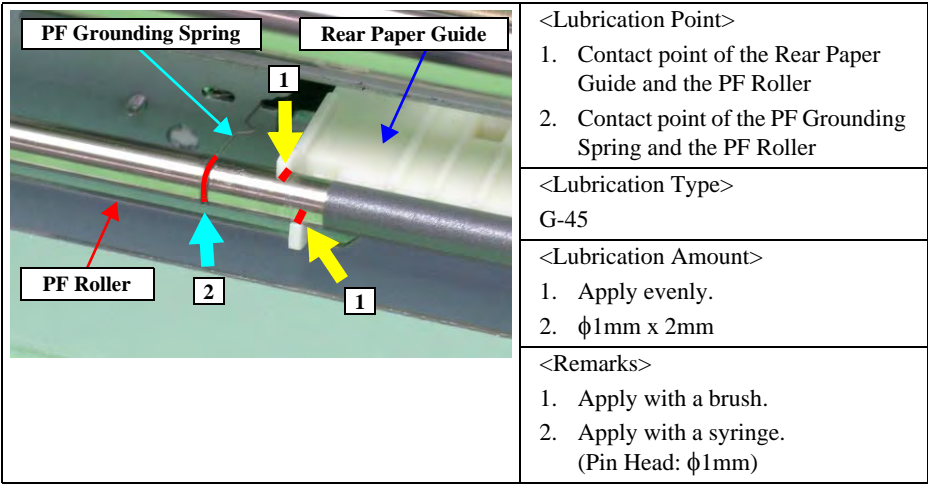 PF Grounding Spring
Rear Paper Guide
1
PF Roller
2
1
<Lubrication Point>
1. Contact point of the Rear Paper
Guide and the PF Roller
2. Contact point of the PF Grounding
Spring and the PF Roller
<Lubrication Type>
G-45
<Lubrication Amount>
1. Apply evenly.
2. ϕ1mm x 2mm
<Remarks>
1. Apply with a brush.
2. Apply with a syringe.
(Pin Head: ϕ1mm)